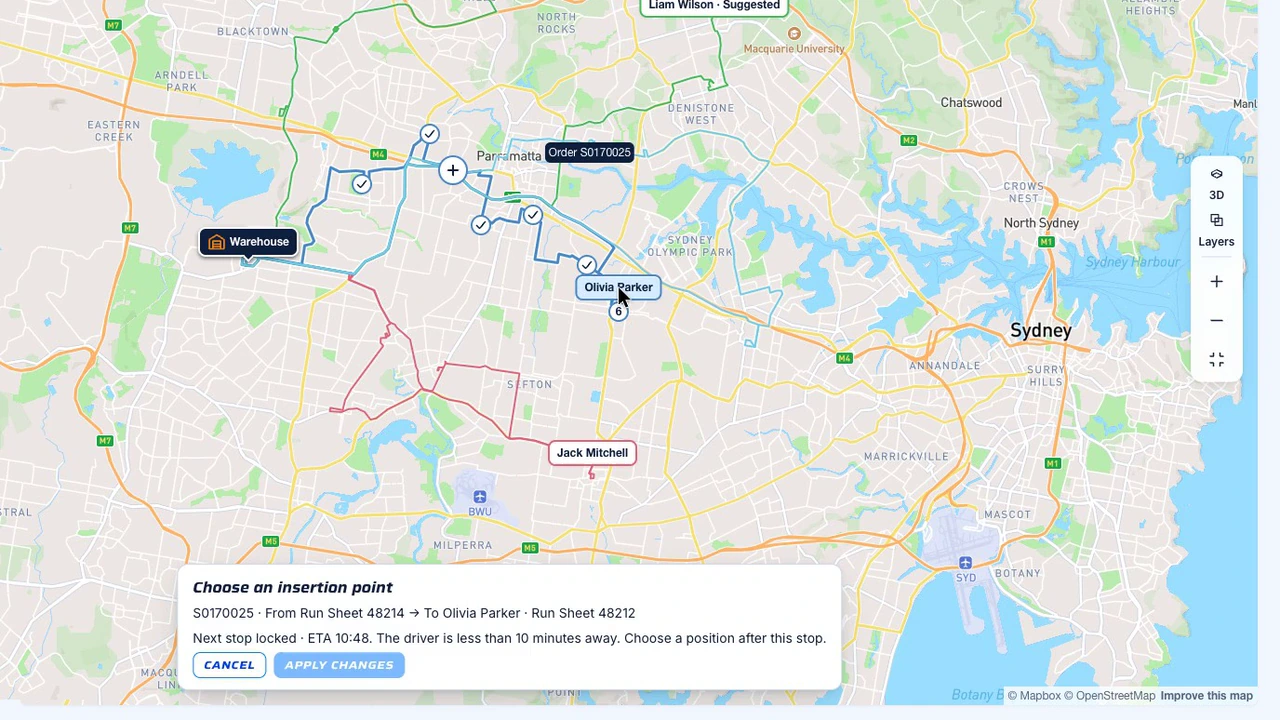 Liam Wilson · Suggested
M7
BLACKTOWN
NORTH
ROCKS
HEIGHTS
Macquarie University
ARNDELL
PARK
Chatswood
DENISTONE
WEST
EASTERN
CREEK
M2
M4
Parramatta
Order S0170025
3D
CROWS
NEST
North Sydney
Layers
M7
Warehouse
SYDNEY
OLYMPIC PARK
M1
Sydney Harbour
Olivia Parker
6
Sydney
M4
ANNANDALE
SURRY
HILLS
SEFTON
M7
Jack Mitchell
MARRICKVILLE
M1
BWU
MASCOT
M5
MILPERRA
M5
SYD
BOTANY
Choose an insertion point
S0170025 · From Run Sheet 48214 → To Olivia Parker · Run Sheet 48212
Next stop locked · ETA 10:48. The driver is less than 10 minutes away. Choose a position after this stop.
CANCEL
APPLY CHANGES
POINT
Botany B
© Mapbox © OpenStreetMap Improve this map